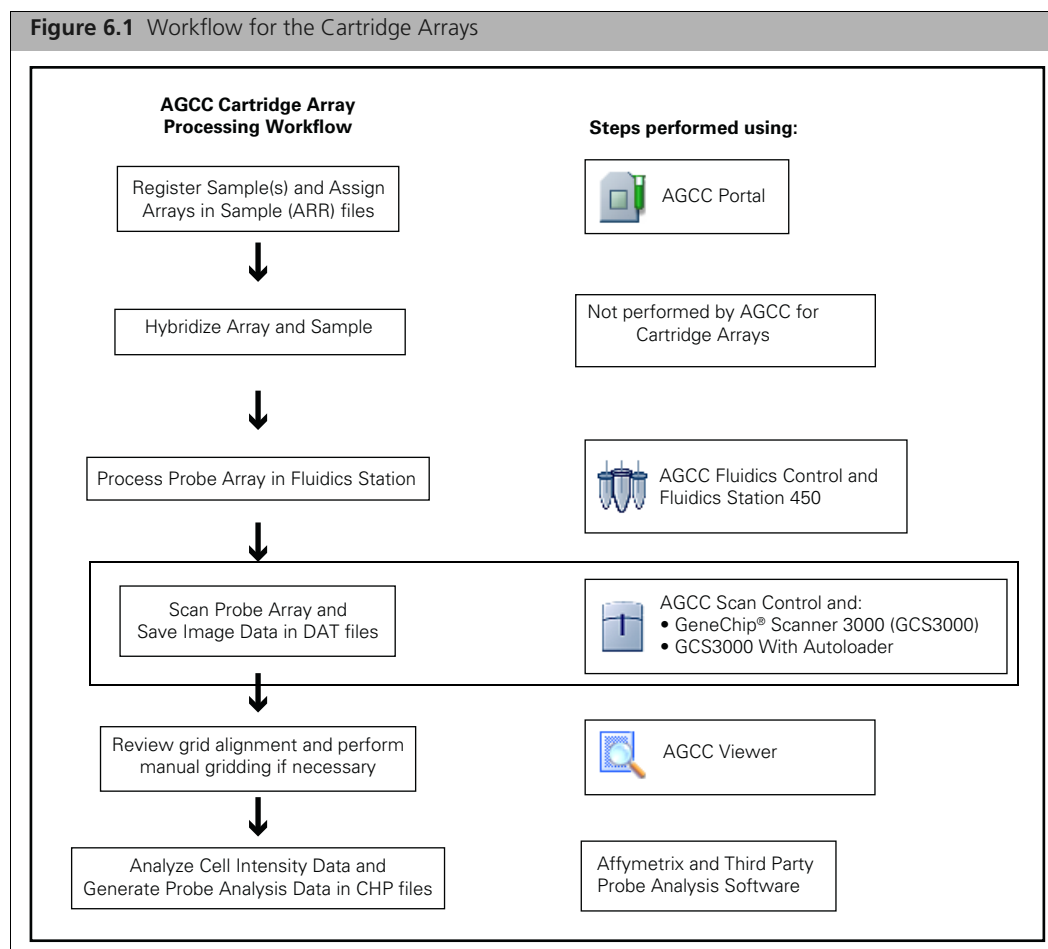 Figure 6.1 Workflow for the Cartridge Arrays
AGCC Cartridge Array
Processing Workflow
Steps performed using:
Register Sample(s) and Assign
Arrays in Sample (ARR) files
AGCC Portal
Hybridize Array and Sample
Not performed by AGCC for
Cartridge Arrays
Process Probe Array in Fluidics Station
AGCC Fluidics Control and
Fluidics Station 450
Scan Probe Array and
Save Image Data in DAT files
AGCC Scan Control and:
• GeneChip® Scanner 3000 (GCS3000)
• GCS3000 With Autoloader
Review grid alignment and perform
manual gridding if necessary
AGCC Viewer
Analyze Cell Intensity Data and
Generate Probe Analysis Data in CHP files
Affymetrix and Third Party
Probe Analysis Software